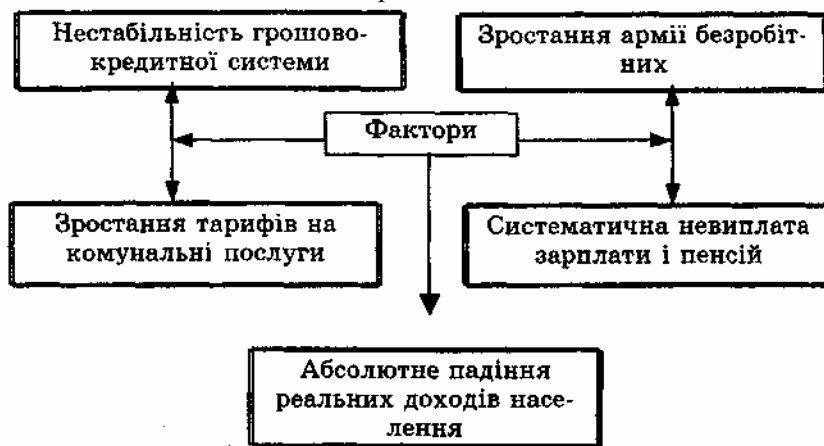 Нестабільність грошово-
кредитної системи
Зростання армії безробіт-
них
Фактори
Зростання тарифів на
комунальні послуги
Систематична невиплата
зарплати і пенсій
Абсолютне падіння
реальних доходів насе-
лення